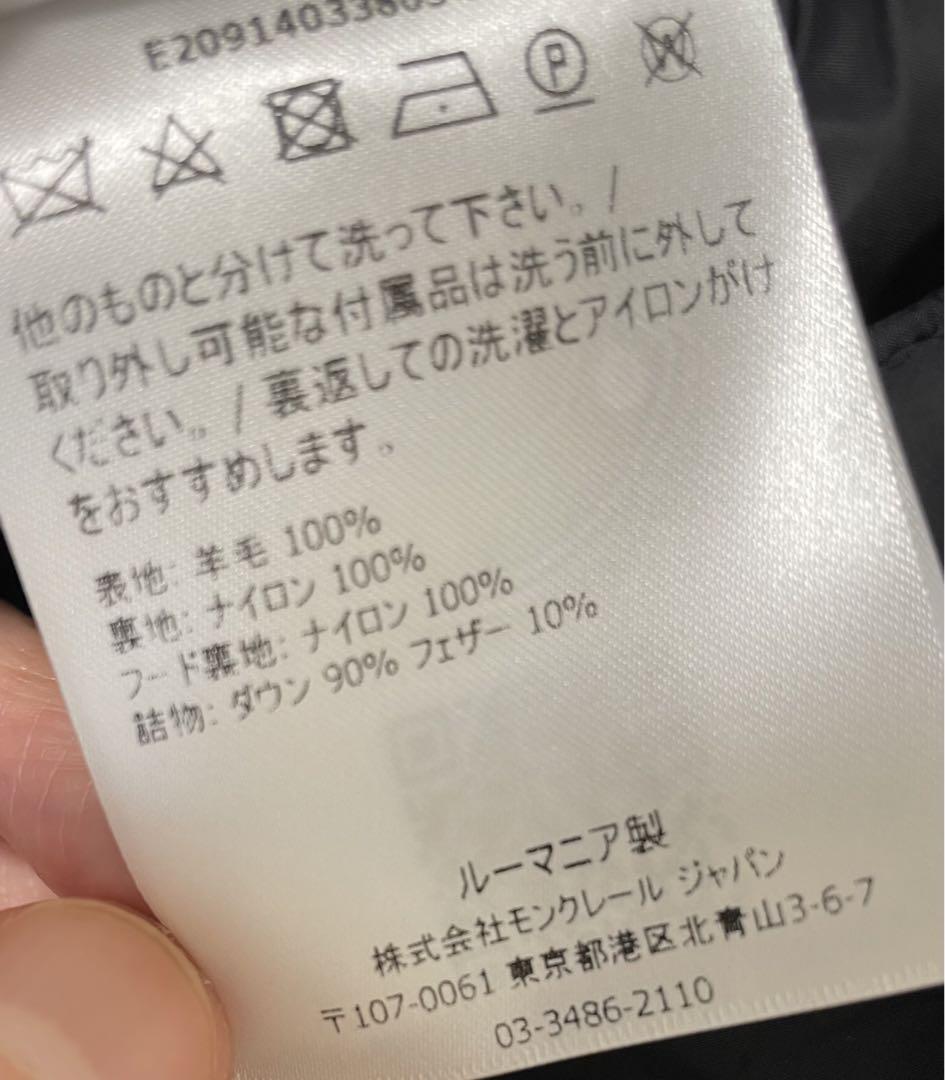 他のものと分けて洗って下さい。/
取り外し可能な付属品は洗う前に外して
ください。/ 裏返しての洗濯とアイロンがけ
をおすすめします。
表地: 羊毛 100%
裏地: ナイロン 100%
フード裏地: ナイロン 100%
詰物: ダウン 90% フェザー 10%
ルーマニア製
株式会社モンクレール ジャパン
〒107-0061 東京都港区北青山3-6-7
03-3486-2110